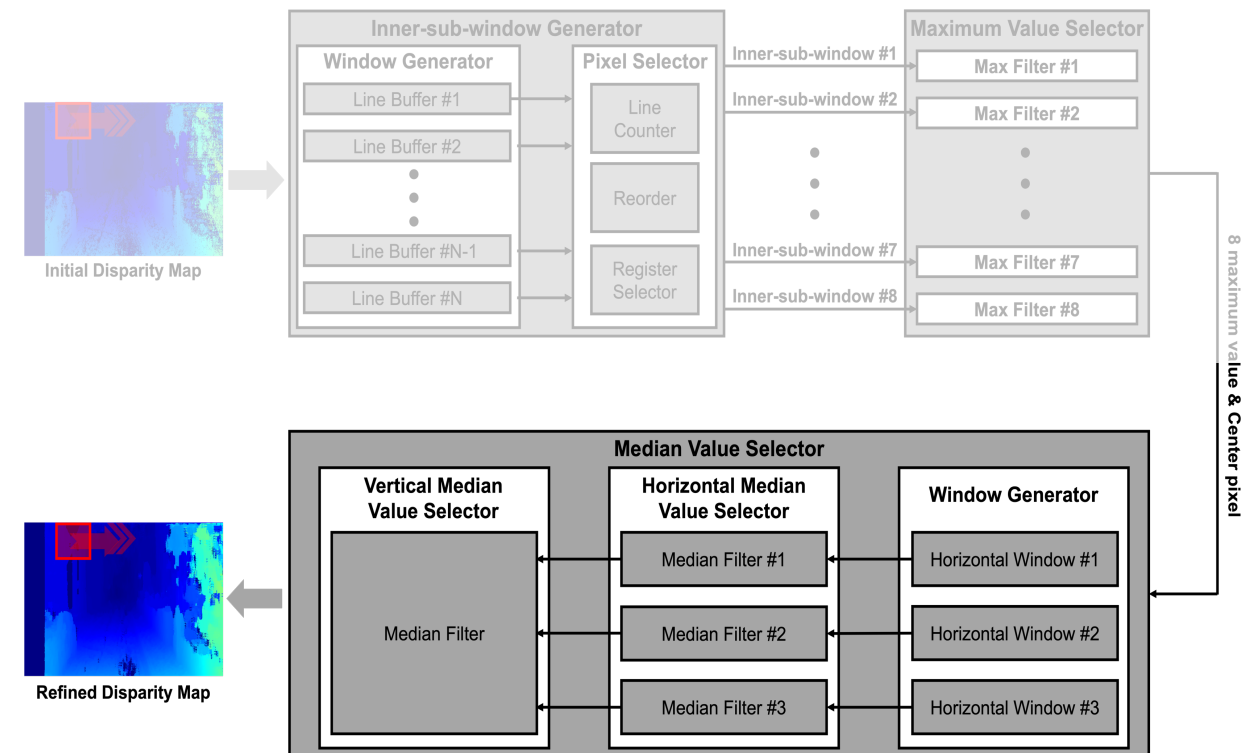 Inner-sub-window Generator
Maximum Value Selector
Window Generator
Pixel Selector
Line Buffer #1
Line Buffer #2
Line Buffer #N-1
Line Buffer #N
Line
Counter
Reorder
Register
Selector
Inner-sub-window #1
Inner-sub-window #2
Inner-sub-window #7
Inner-sub-window #8
Max Filter #1
Max Filter #2
Max Filter #7
Max Filter #8
Initial Disparity Map
8 maximum value & Center pixel
Median Value Selector
Vertical Median
Value Selector
Horizontal Median
Value Selector
Window Generator
Median Filter
Median Filter #1
Median Filter #2
Median Filter #3
Horizontal Window #1
Horizontal Window #2
Horizontal Window #3
Refined Disparity Map